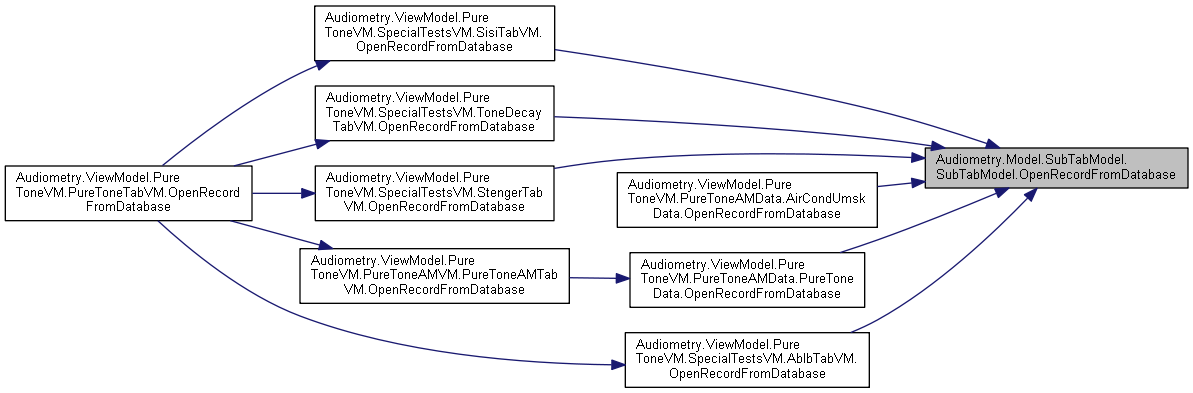 Audiometry.ViewModel.Pure
ToneVM.SpecialTestsVM.SisiTabVM.
OpenRecordFromDatabase
Audiometry.ViewModel.Pure
ToneVM.SpecialTestsVM.ToneDecay
TabVM.OpenRecordFromDatabase
Audiometry.Model.SubTabModel.
SubTabModel.OpenRecordFromDatabase
Audiometry.ViewModel.Pure
ToneVM.PureToneTabVM.OpenRecord
FromDatabase
Audiometry.ViewModel.Pure
ToneVM.SpecialTestsVM.StengerTab
VM.OpenRecordFromDatabase
Audiometry.ViewModel.Pure
ToneVM.PureToneAMData.AirCondUmsk
Data.OpenRecordFromDatabase
Audiometry.ViewModel.Pure
ToneVM.PureToneAMVM.PureToneAMTab
VM.OpenRecordFromDatabase
Audiometry.ViewModel.Pure
ToneVM.PureToneAMData.PureTone
Data.OpenRecordFromDatabase
Audiometry.ViewModel.Pure
ToneVM.SpecialTestsVM.AblbTabVM.
OpenRecordFromDatabase